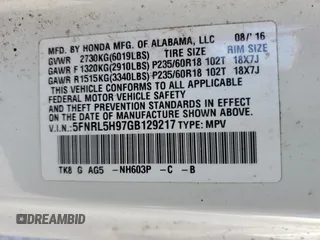 MFD. BY HONDA MFG. OF ALABAMA, LLC 08/16
GVWR 2730KG(6019LBS) TIRE SIZE RIM SIZE
GAWR F 1320KG(2910LBS) P235/60R18 102T 18X7J
GAWR R 1515KG(3340LBS) P235/60R18 102T 18X7J
THIS VEHICLE CONFORMS TO ALL APPLICABLE
FEDERAL MOTOR VEHICLE SAFETY STANDARDS IN EFFECT
ON THE DATE OF MANUFACTURE SHOWN ABOVE.
V.I.N: 5FNRL5H97GB129217 TYPE: MPV
TK8 G AG5 -NH603P -C -B
DREAMBID